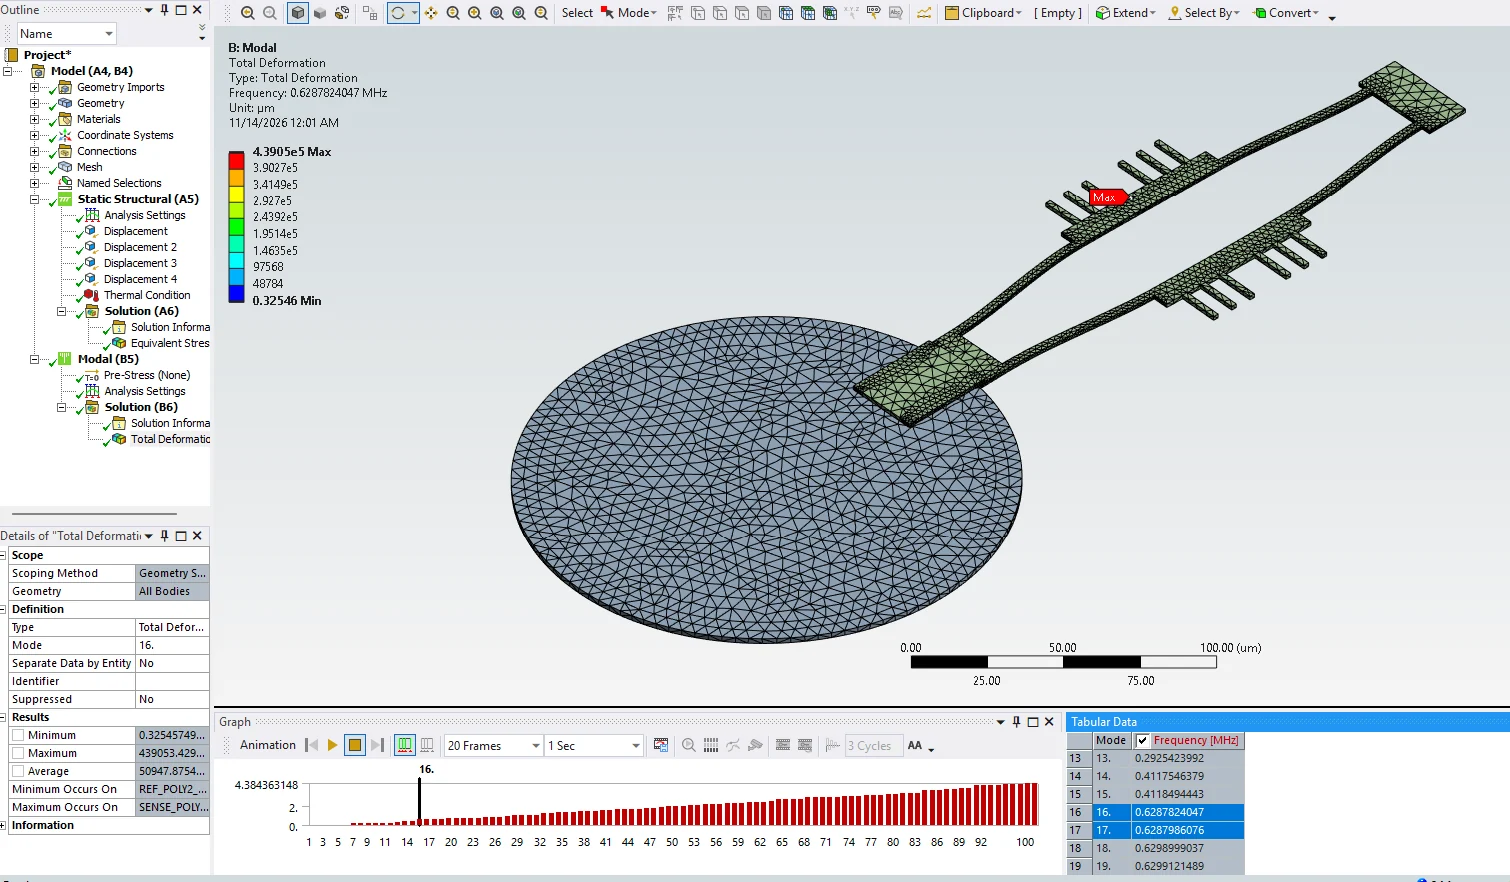 Outline
Name
Project*
Model (A4, B4)
Geometry Imports
Geometry
Materials
Coordinate Systems
Connections
Mesh
Named Selections
Static Structural (A5)
Analysis Settings
Displacement
Displacement 2
Displacement 3
Displacement 4
Thermal Condition
Solution (A6)
Solution Informa
Equivalent Stres
Modal (B5)
Pre-Stress (None)
Analysis Settings
Solution (B6)
Solution Informa
Total Deformatio
Select Mode Clipboard [ Empty ] Extend Select By Convert
B: Modal
Total Deformation
Type: Total Deformation
Frequency: 0.6287824047 MHz
Unit: µm
11/14/2026 12:01 AM
4.3905e5 Max
3.9027e5
3.4149e5
2.927e5
2.4392e5
1.9514e5
1.4635e5
97568
48784
0.32546 Min
Max
0.00 50.00 100.00 (um)
25.00 75.00
Details of "Total Deformati
Scope
Scoping Method Geometry S...
Geometry All Bodies
Definition
Type Total Defor...
Mode 16.
Separate Data by Entity No
Identifier
Suppressed No
Results
Minimum 0.32545749...
Maximum 439053.429...
Average 50947.8754...
Minimum Occurs On REF_POLY2_...
Maximum Occurs On SENSE_POLY...
Information
Graph
Animation 20 Frames 1 Sec 3 Cycles AA
16.
4.384363148
2.
0.
1 3 5 7 9 11 14 17 20 23 26 29 32 35 38 41 44 47 50 53 56 59 62 65 68 71 74 77 80 83 86 89 92 100
Tabular Data
Mode Frequency [MHz]
13 13. 0.2925423992
14 14. 0.4117546379
15 15. 0.4118494443
16 16. 0.6287824047
17 17. 0.6287986076
18 18. 0.6298999037
19 19. 0.6299121489